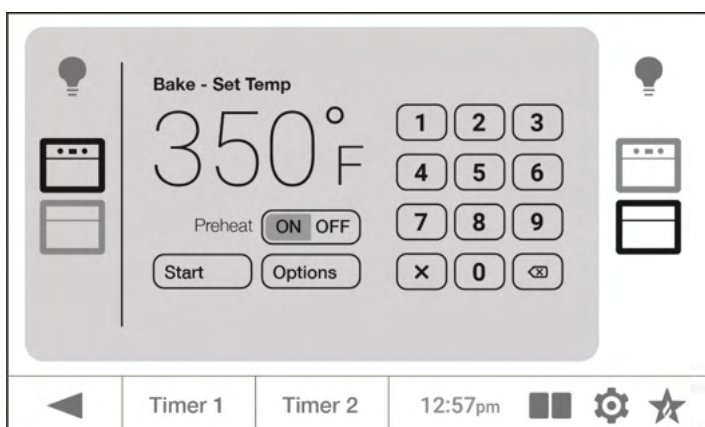 Bake - Set Temp
350°F
1 2 3
4 5 6
Preheat ON OFF
7 8 9
Start Options
× 0 ⌫
Timer 1 Timer 2 12:57pm